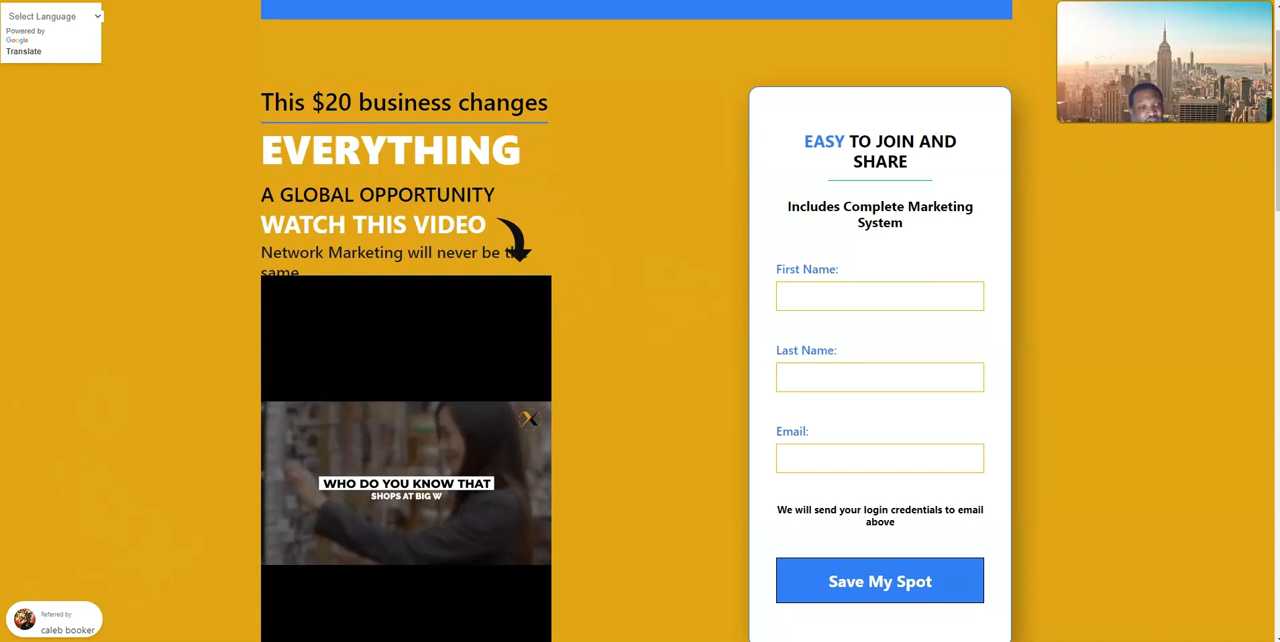 Select Language
Powered by
Google
Translate
This $20 business changes
EVERYTHING
A GLOBAL OPPORTUNITY
WATCH THIS VIDEO
Network Marketing will never be the
same
WHO DO YOU KNOW THAT
SHOPS AT BIG W
EASY TO JOIN AND
SHARE
Includes Complete Marketing
System
First Name:
Last Name:
Email:
We will send your login credentials to email
above
Save My Spot
Referred by
caleb booker